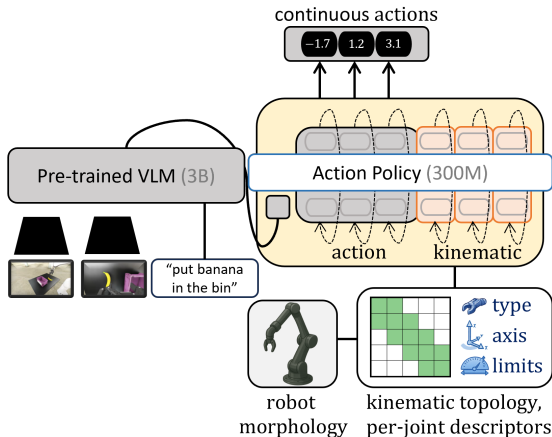 continuous actions
−1.7 1.2 3.1
Pre-trained VLM (3B)
Action Policy (300M)
action kinematic
“put banana
in the bin”
type
axis
limits
robot
morphology
kinematic topology,
per-joint descriptors